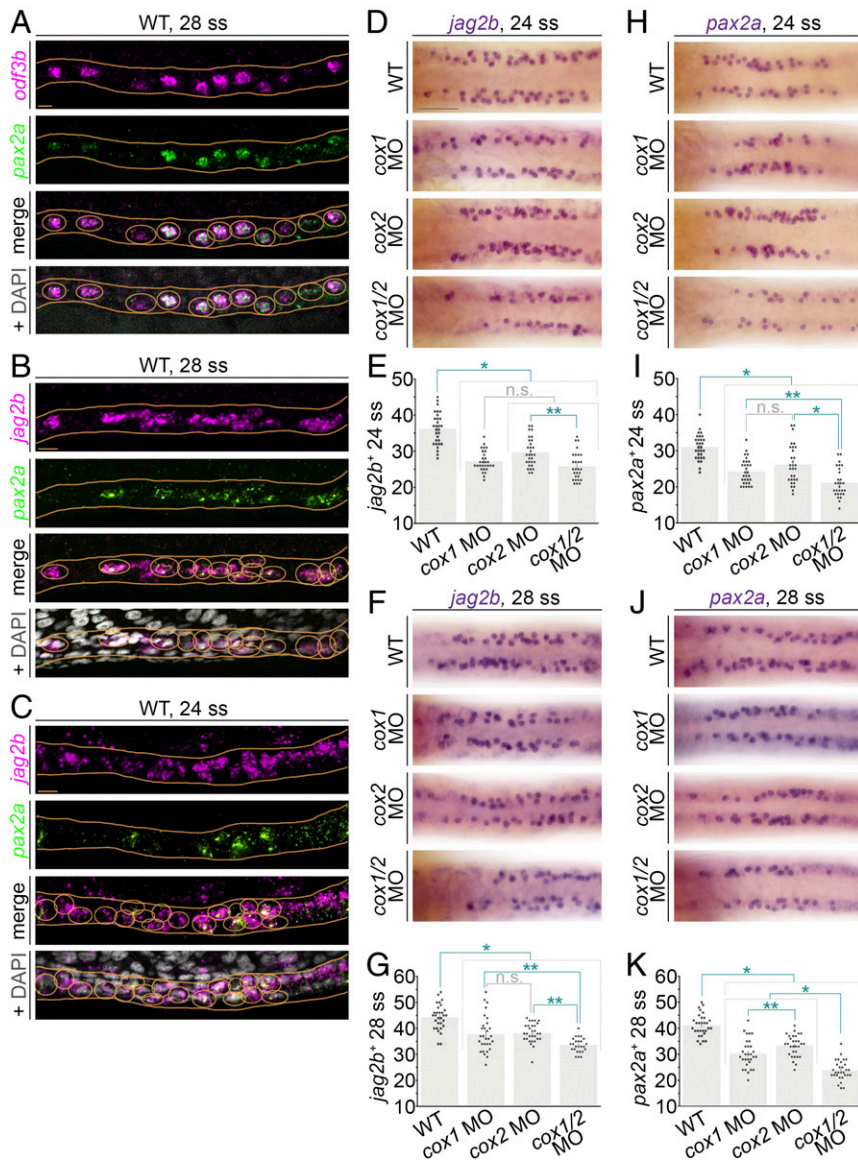 A
WT, 28 ss
odf3b
pax2a
merge
+ DAPI
B
WT, 28 ss
jag2b
pax2a
merge
+ DAPI
C
WT, 24 ss
jag2b
pax2a
merge
+ DAPI
D
jag2b, 24 ss
WT
cox1
MO
cox2
MO
cox1/2
MO
E
jag2b+ 24 ss
50
40
30
20
10
*
n.s.
**
WT
cox1 MO
cox2 MO
cox1/2
MO
F
jag2b, 28 ss
WT
cox1
MO
cox2
MO
cox1/2
MO
G
jag2b+ 28 ss
60
50
40
30
20
10
*
**
n.s.
**
WT
cox1 MO
cox2 MO
cox1/2
MO
H
pax2a, 24 ss
WT
cox1
MO
cox2
MO
cox1/2
MO
I
pax2a+ 24 ss
50
40
30
20
10
*
**
n.s.
*
WT
cox1 MO
cox2 MO
cox1/2
MO
J
pax2a, 28 ss
WT
cox1
MO
cox2
MO
cox1/2
MO
K
pax2a+ 28 ss
60
50
40
30
20
10
*
*
**
WT
cox1 MO
cox2 MO
cox1/2
MO